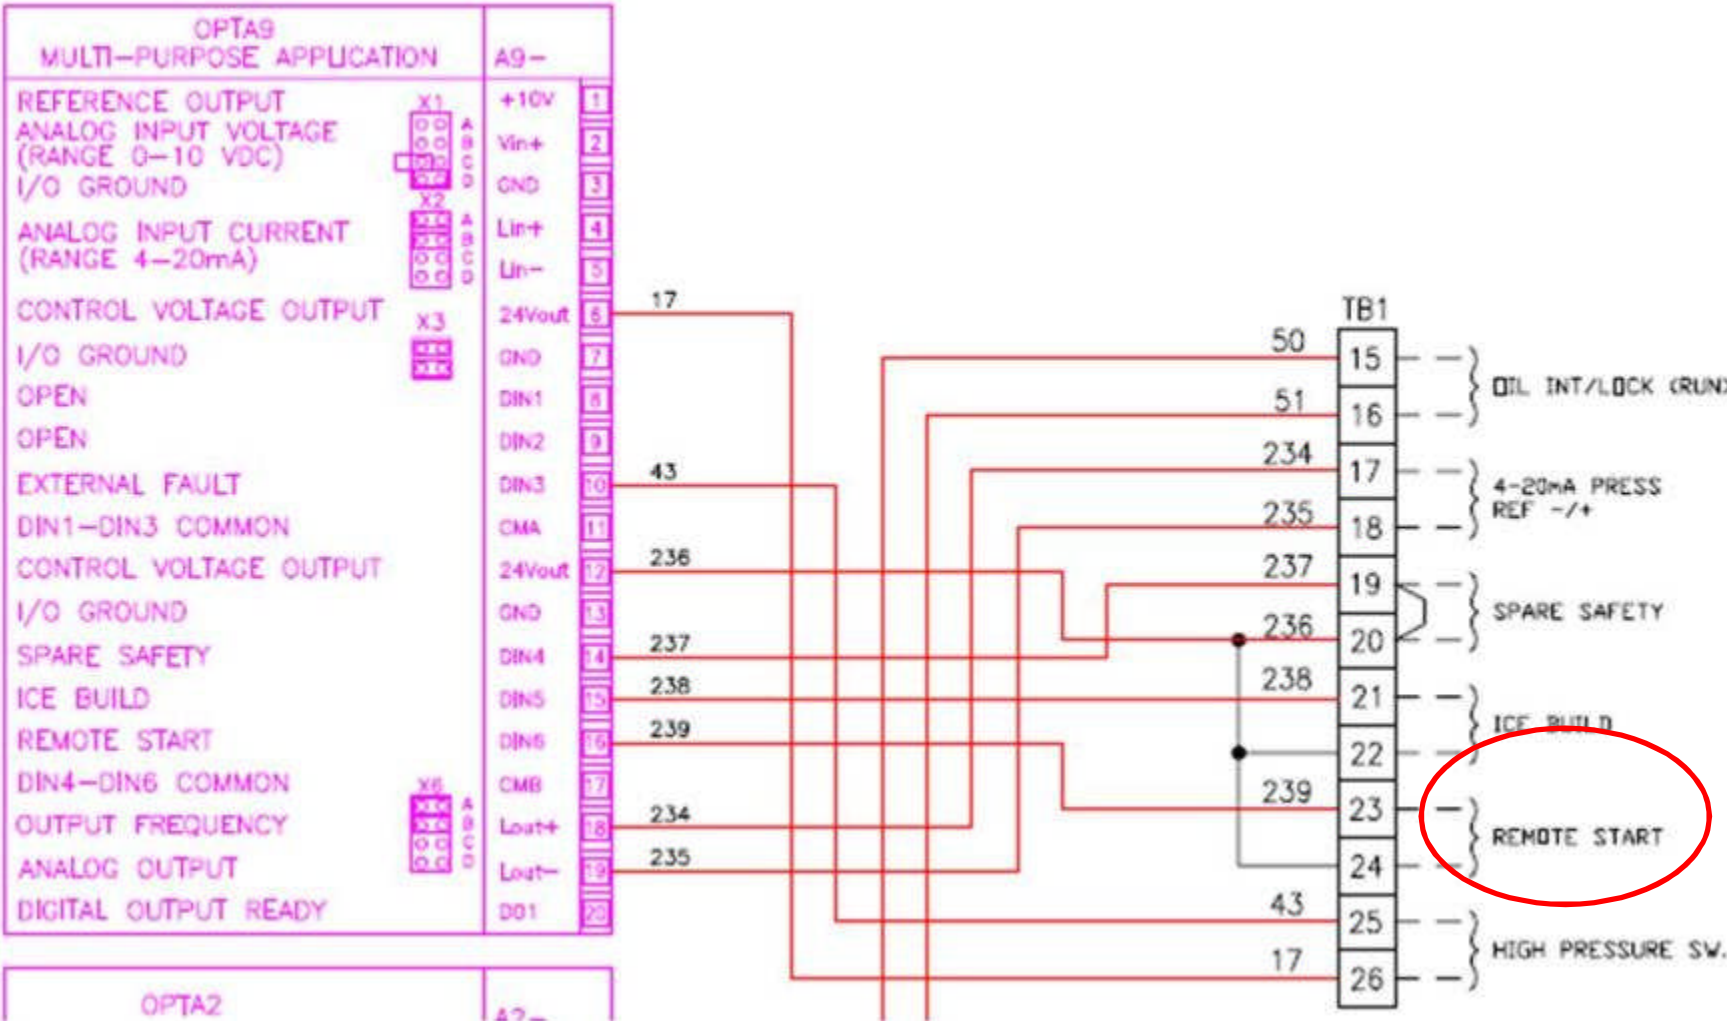 OPTA9
MULTI-PURPOSE APPLICATION
A9-
REFERENCE OUTPUT
X1
+10V
1
ANALOG INPUT VOLTAGE
A
(RANGE 0-10 VDC)
B
Vin+
2
C
I/O GROUND
D
GND
3
X2
ANALOG INPUT CURRENT
A
Lin+
4
(RANGE 4-20mA)
B
C
Lin-
5
D
CONTROL VOLTAGE OUTPUT
24Vout
6
17
X3
I/O GROUND
GND
7
OPEN
DIN1
8
OPEN
DIN2
9
EXTERNAL FAULT
DIN3
10
43
DIN1-DIN3 COMMON
CMA
11
CONTROL VOLTAGE OUTPUT
24Vout
12
236
I/O GROUND
GND
13
SPARE SAFETY
DIN4
14
237
ICE BUILD
DIN5
15
238
REMOTE START
DIN6
16
239
DIN4-DIN6 COMMON
X6
CMB
17
A
OUTPUT FREQUENCY
B
Lout+
18
234
C
ANALOG OUTPUT
D
Lout-
19
235
DIGITAL OUTPUT READY
DO1
20
OPTA2
A2-
TB1
50
15
OIL INT/LOCK (RUN)
51
16
234
17
4-20mA PRESS
REF -/+
235
18
237
19
SPARE SAFETY
236
20
238
21
ICE BUILD
22
239
23
REMOTE START
24
43
25
HIGH PRESSURE SW.
17
26